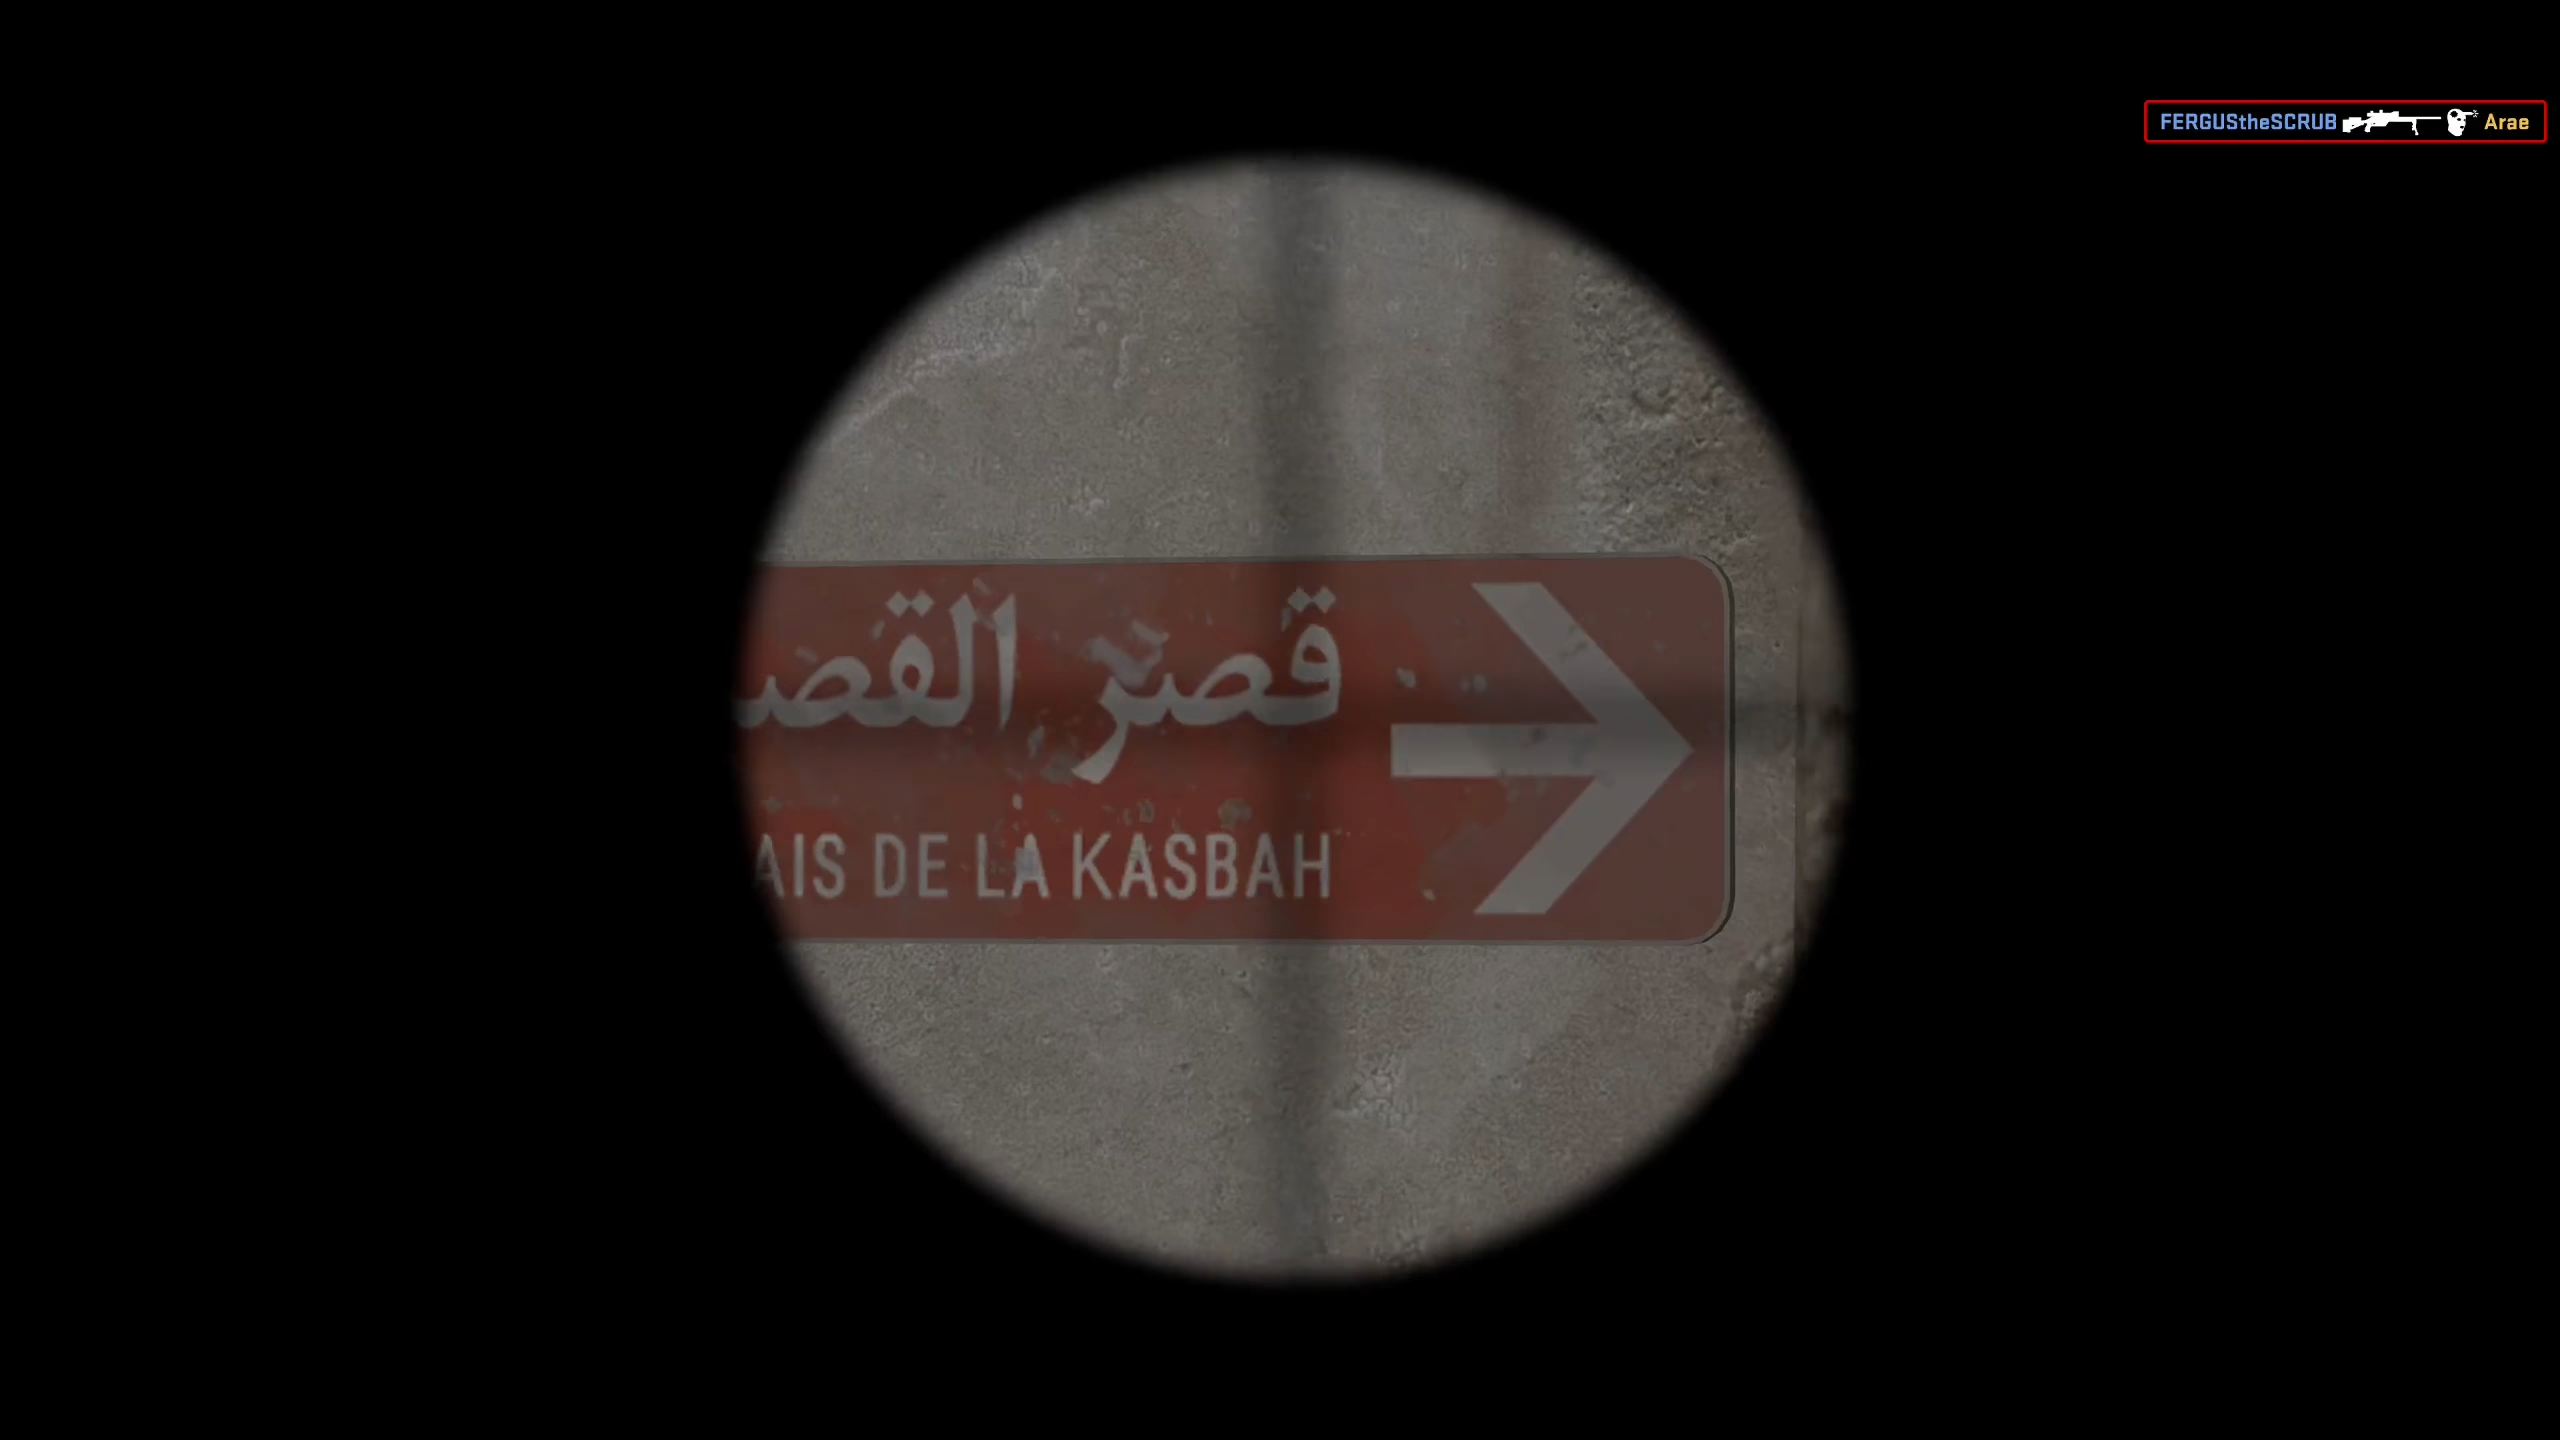 FERGUStheSCRUB Arae
قصر القص
AIS DE LA KASBAH